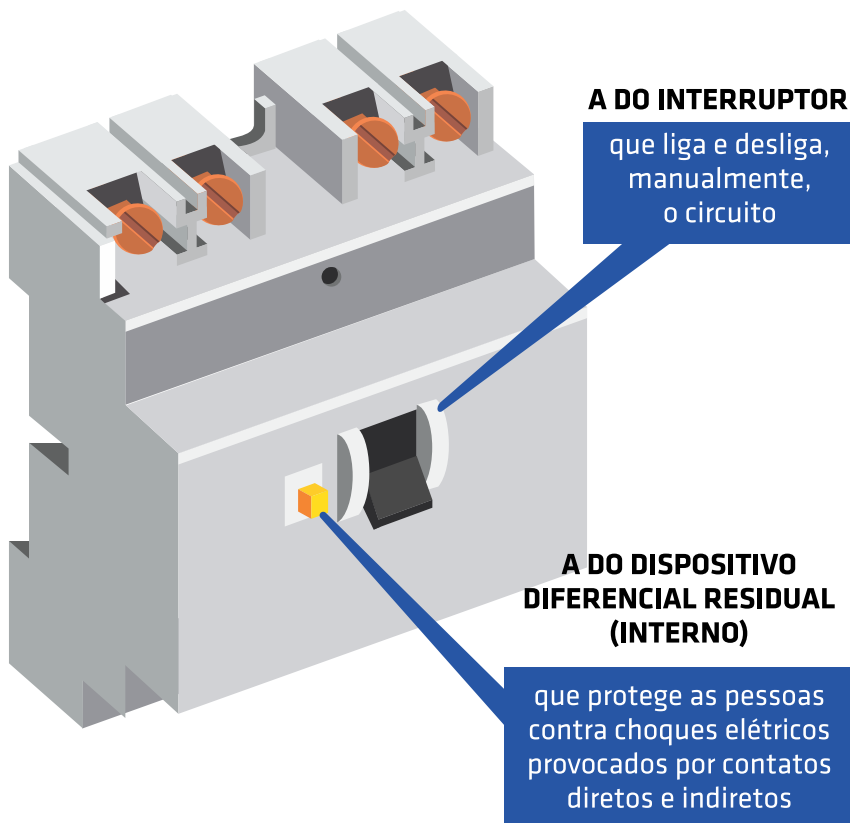 A DO INTERRUPTOR
que liga e desliga,
manualmente,
o circuito
A DO DISPOSITIVO
DIFERENCIAL RESIDUAL
(INTERNO)
que protege as pessoas
contra choques elétricos
provocados por contatos
diretos e indiretos